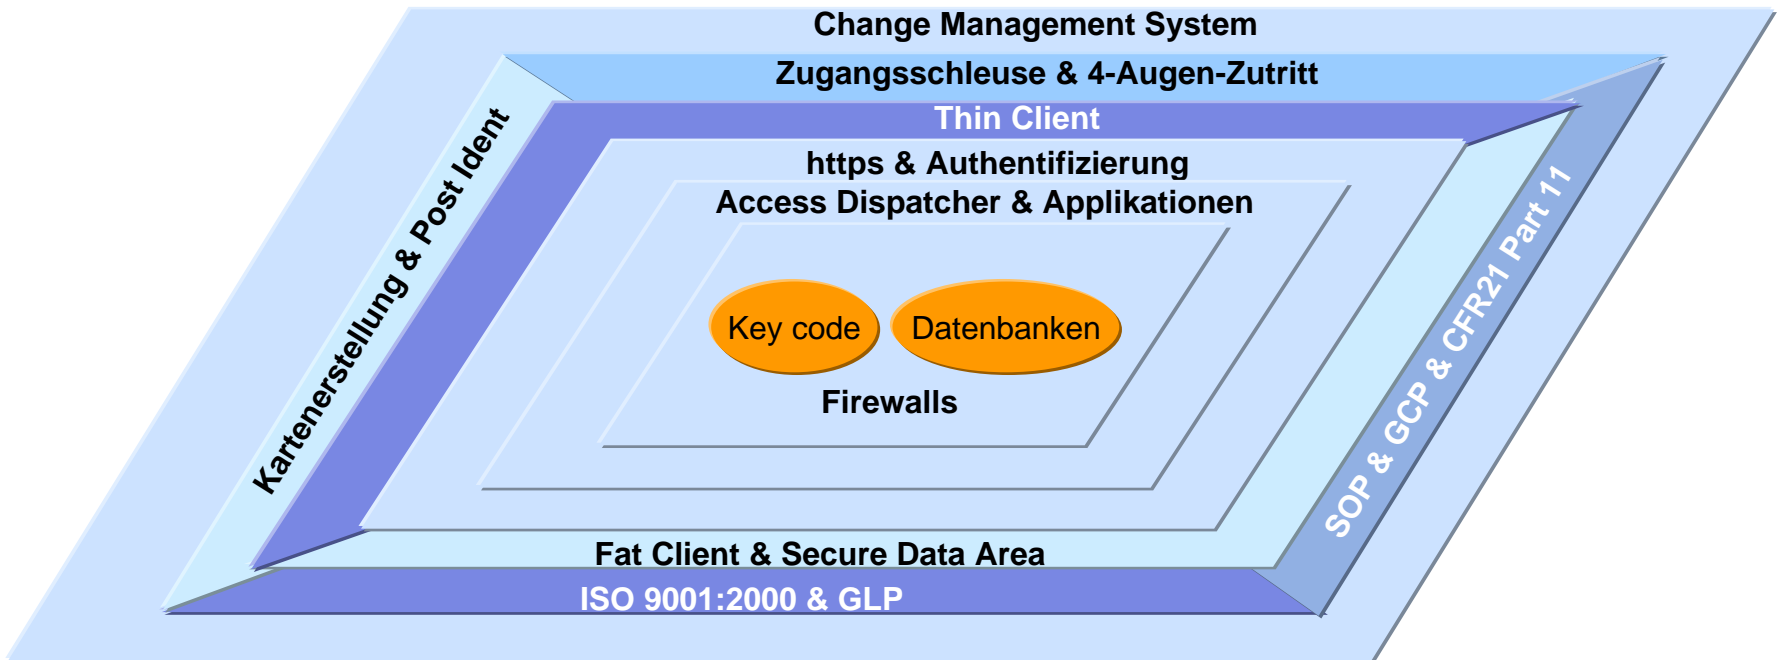 Change Management System
Zugangsschleuse & 4-Augen-Zutritt
Thin Client
https & Authentifizierung
Access Dispatcher & Applikationen
Kartenerstellung & Post Ident
Key code
Datenbanken
Firewalls
SOP & GCP & CFR21 Part 11
Fat Client & Secure Data Area
ISO 9001:2000 & GLP